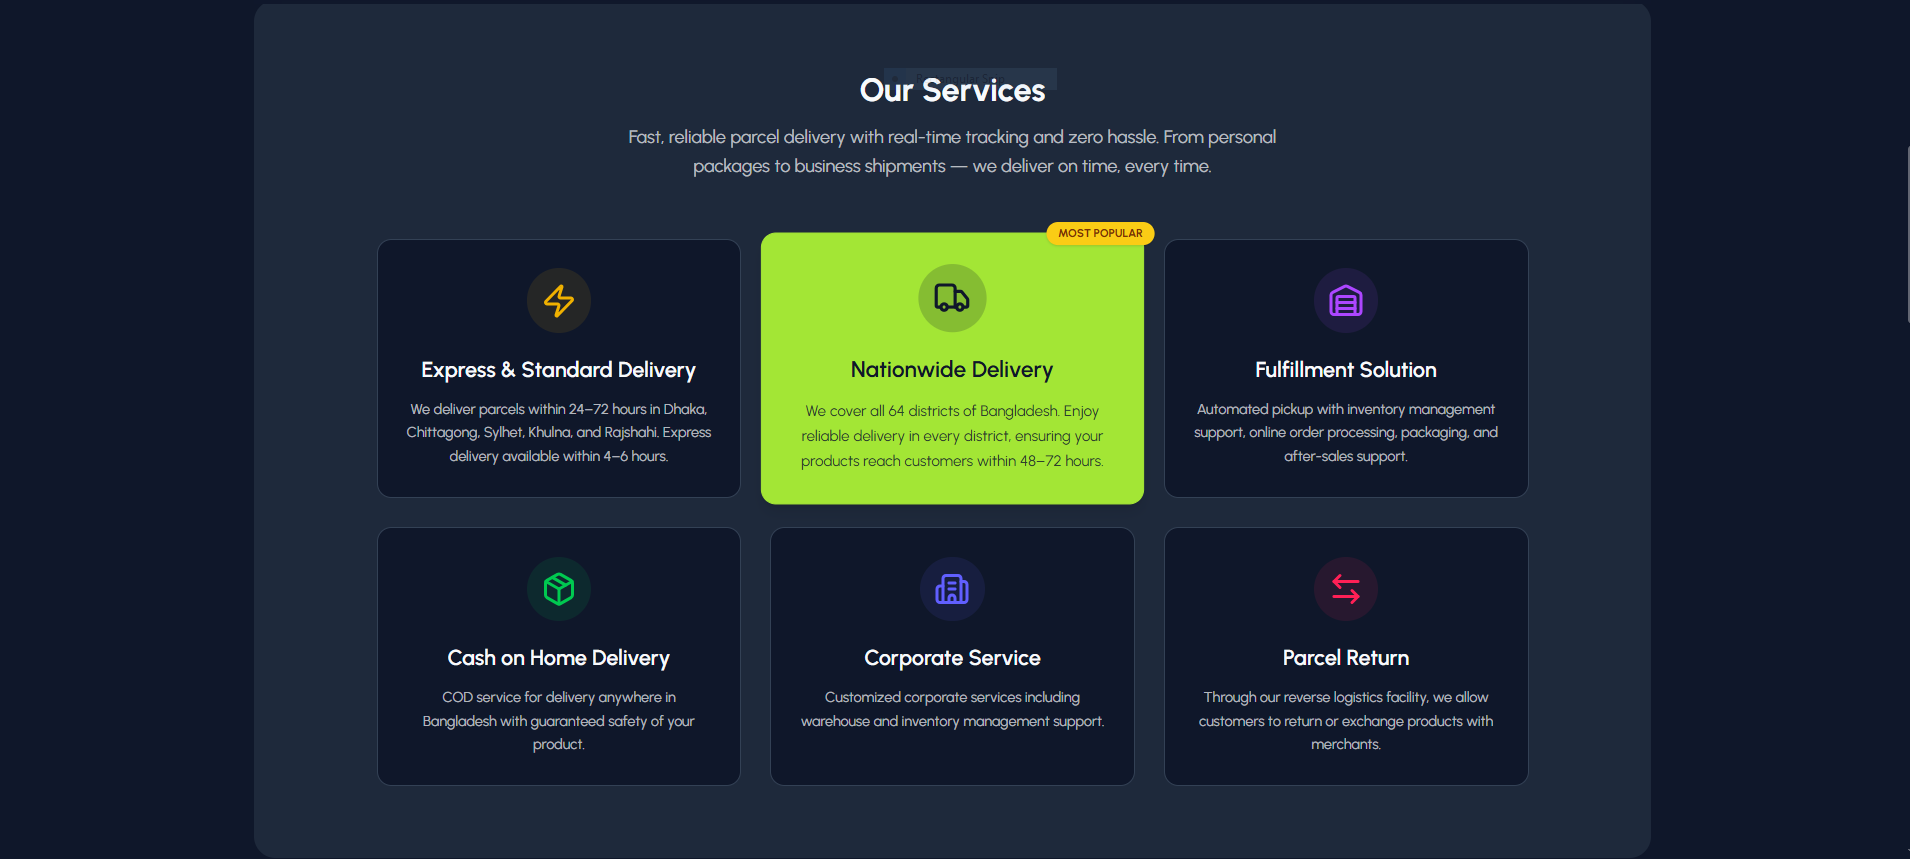 Our Services
Fast, reliable parcel delivery with real-time tracking and zero hassle. From personal
packages to business shipments — we deliver on time, every time.
MOST POPULAR
Express & Standard Delivery
We deliver parcels within 24–72 hours in Dhaka,
Chittagong, Sylhet, Khulna, and Rajshahi. Express
delivery available within 4–6 hours.
Nationwide Delivery
We cover all 64 districts of Bangladesh. Enjoy
reliable delivery in every district, ensuring your
products reach customers within 48–72 hours.
Fulfillment Solution
Automated pickup with inventory management
support, online order processing, packaging, and
after-sales support.
Cash on Home Delivery
COD service for delivery anywhere in
Bangladesh with guaranteed safety of your
product.
Corporate Service
Customized corporate services including
warehouse and inventory management support.
Parcel Return
Through our reverse logistics facility, we allow
customers to return or exchange products with
merchants.